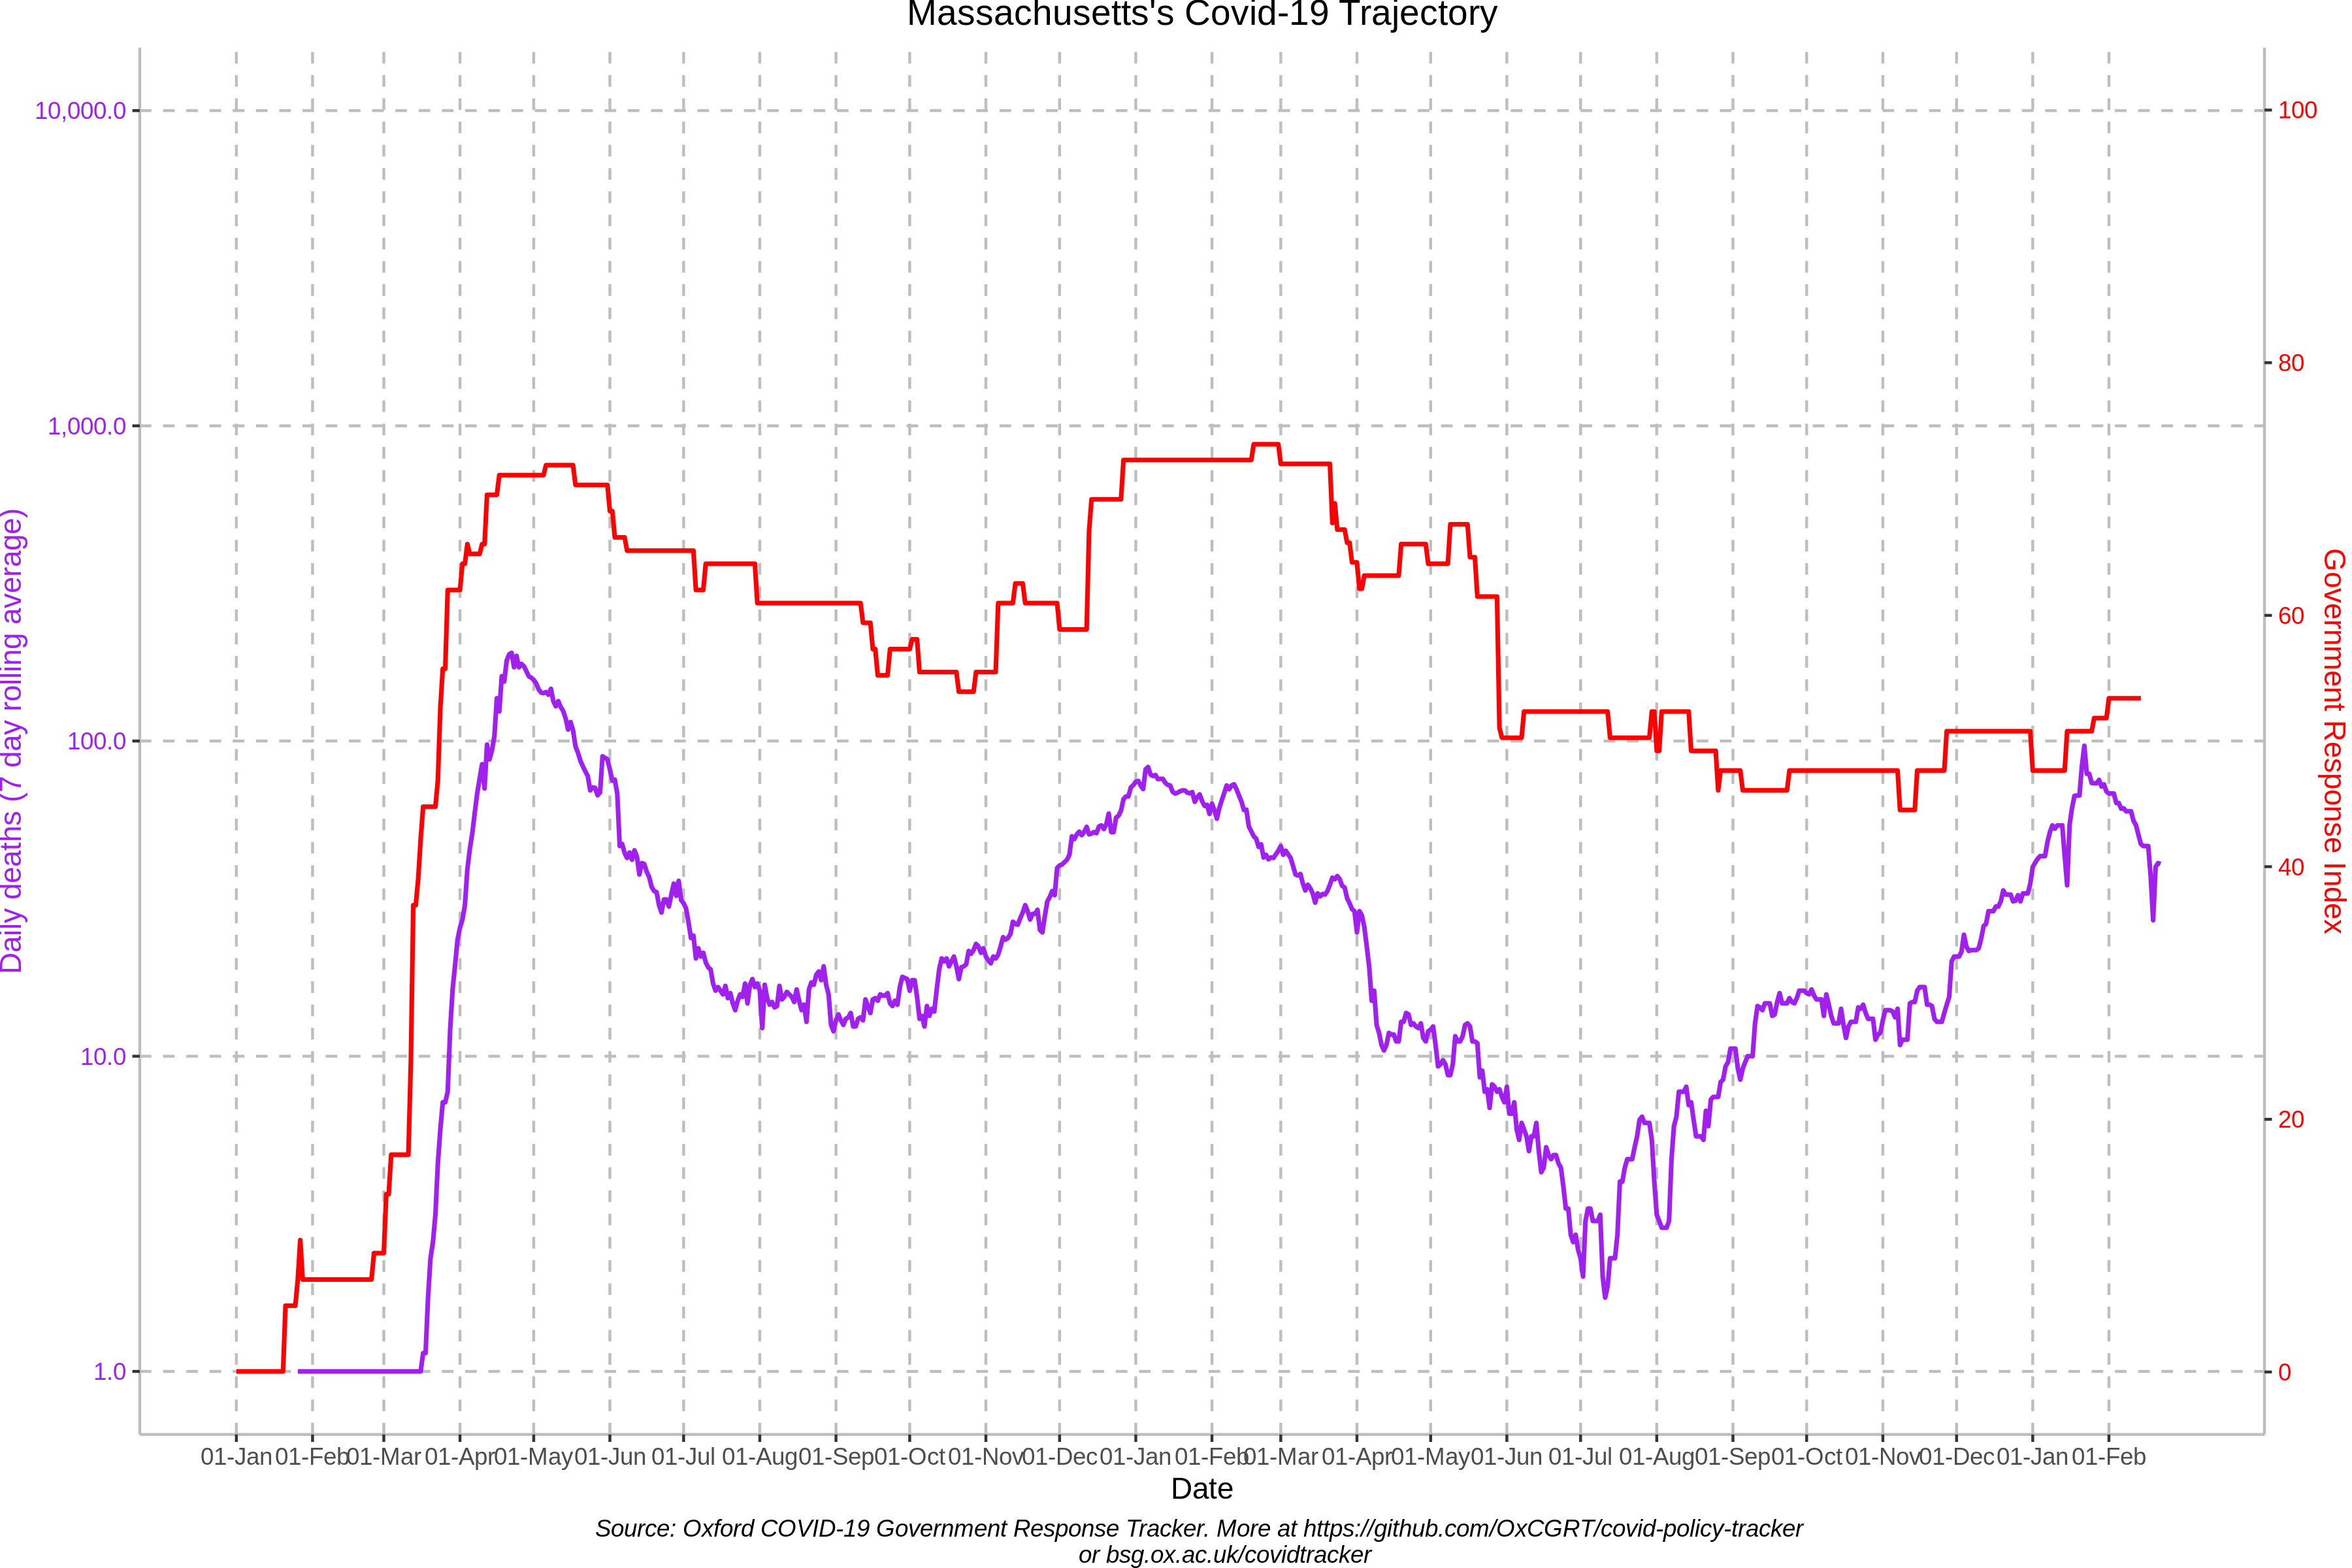 Massachusetts's Covid-19 Trajectory
10,000.0
1,000.0
100.0
10.0
1.0
Daily deaths (7 day rolling average)
100
80
60
40
20
0
Government Response Index
01-Jan 01-Feb 01-Mar 01-Apr 01-May 01-Jun 01-Jul 01-Aug 01-Sep 01-Oct 01-Nov 01-Dec 01-Jan 01-Feb 01-Mar 01-Apr 01-May 01-Jun 01-Jul 01-Aug 01-Sep 01-Oct 01-Nov 01-Dec 01-Jan 01-Feb
Date
Source: Oxford COVID-19 Government Response Tracker. More at https://github.com/OxCGRT/covid-policy-tracker
or bsg.ox.ac.uk/covidtracker